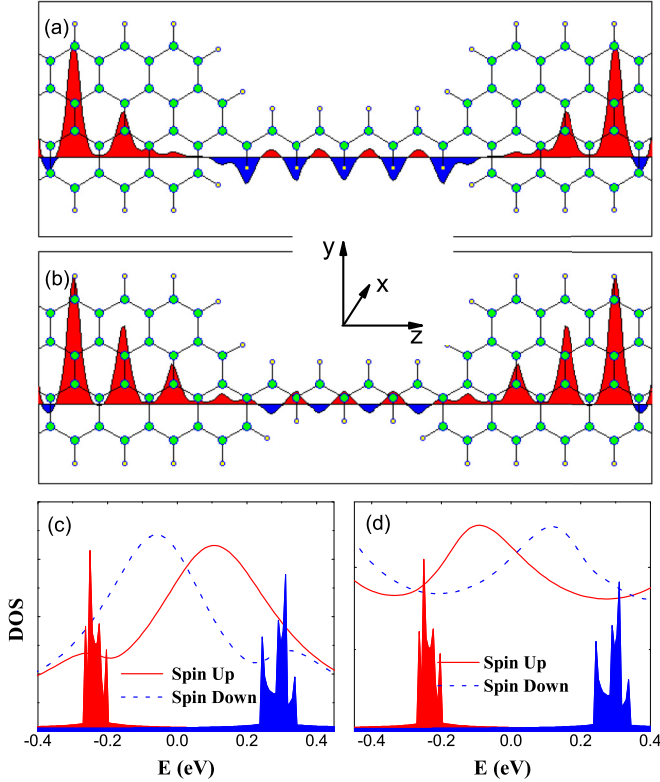 (a)
(b)
y
x
z
(c)
(d)
DOS
Spin Up
Spin Down
Spin Up
Spin Down
-0.4 -0.2 0.0 0.2 0.4
-0.4 -0.2 0.0 0.2 0.4
E (eV)
E (eV)